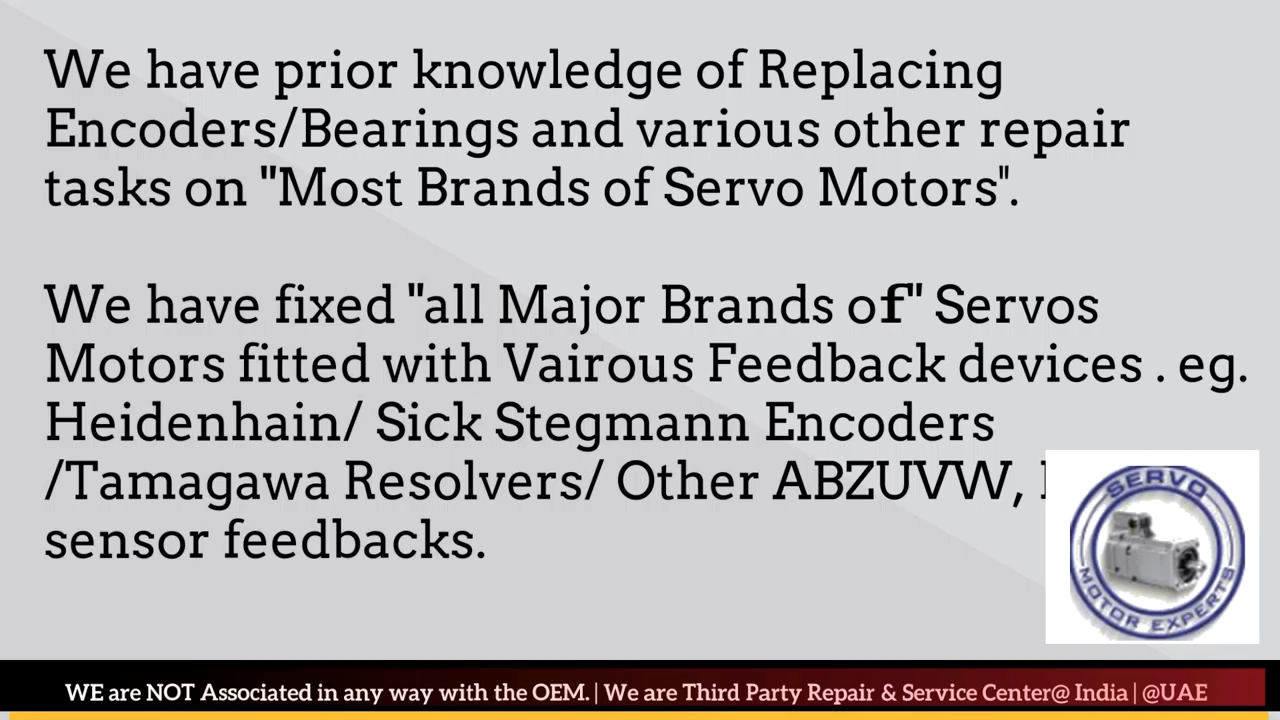 We have prior knowledge of Replacing
Encoders/Bearings and various other repair
tasks on "Most Brands of Servo Motors".
We have fixed "all Major Brands of" Servos
Motors fitted with Vairous Feedback devices . eg.
Heidenhain/ Sick Stegmann Encoders
/Tamagawa Resolvers/ Other ABZUVW,
sensor feedbacks.
SERVO
MOTOR EXPERTS
WE are NOT Associated in any way with the OEM. | We are Third Party Repair & Service Center@ India | @UAE